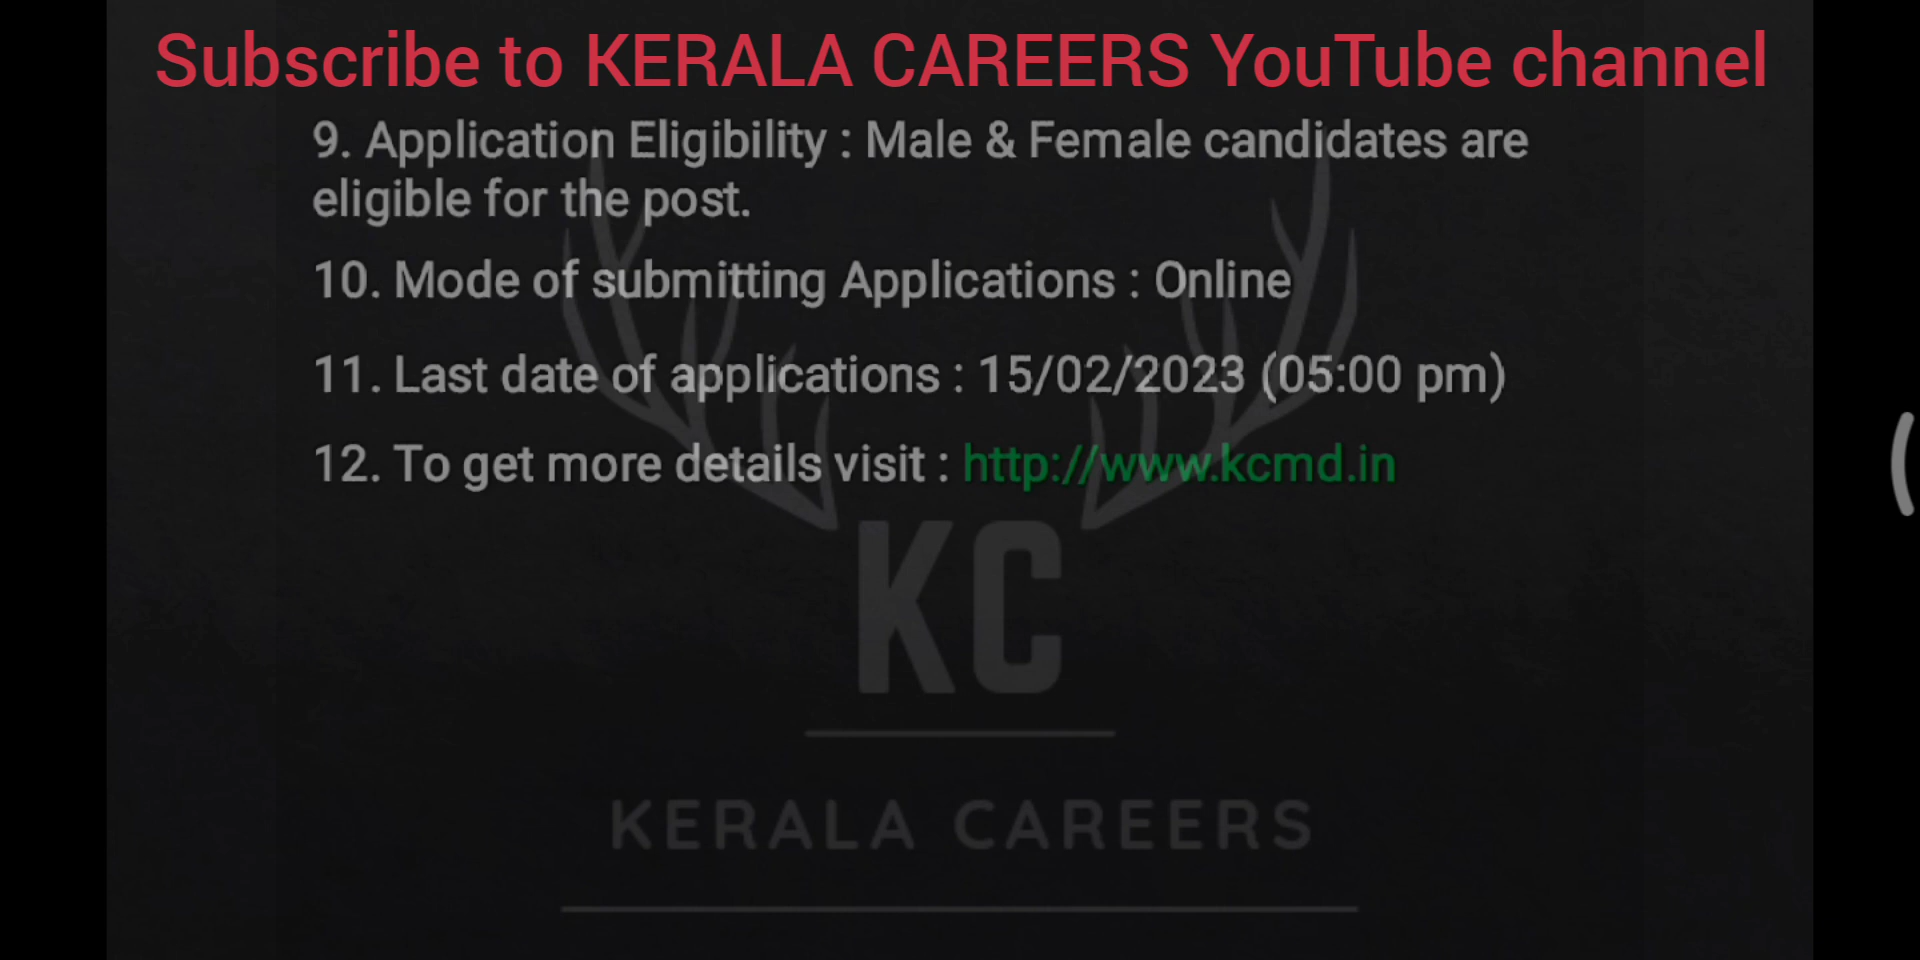 Subscribe to KERALA CAREERS YouTube channel
9. Application Eligibility : Male & Female candidates are
eligible for the post.
10. Mode of submitting Applications : Online
11. Last date of applications : 15/02/2023 (05:00 pm)
12. To get more details visit : http://www.kcmd.in
KC
KERALA CAREERS